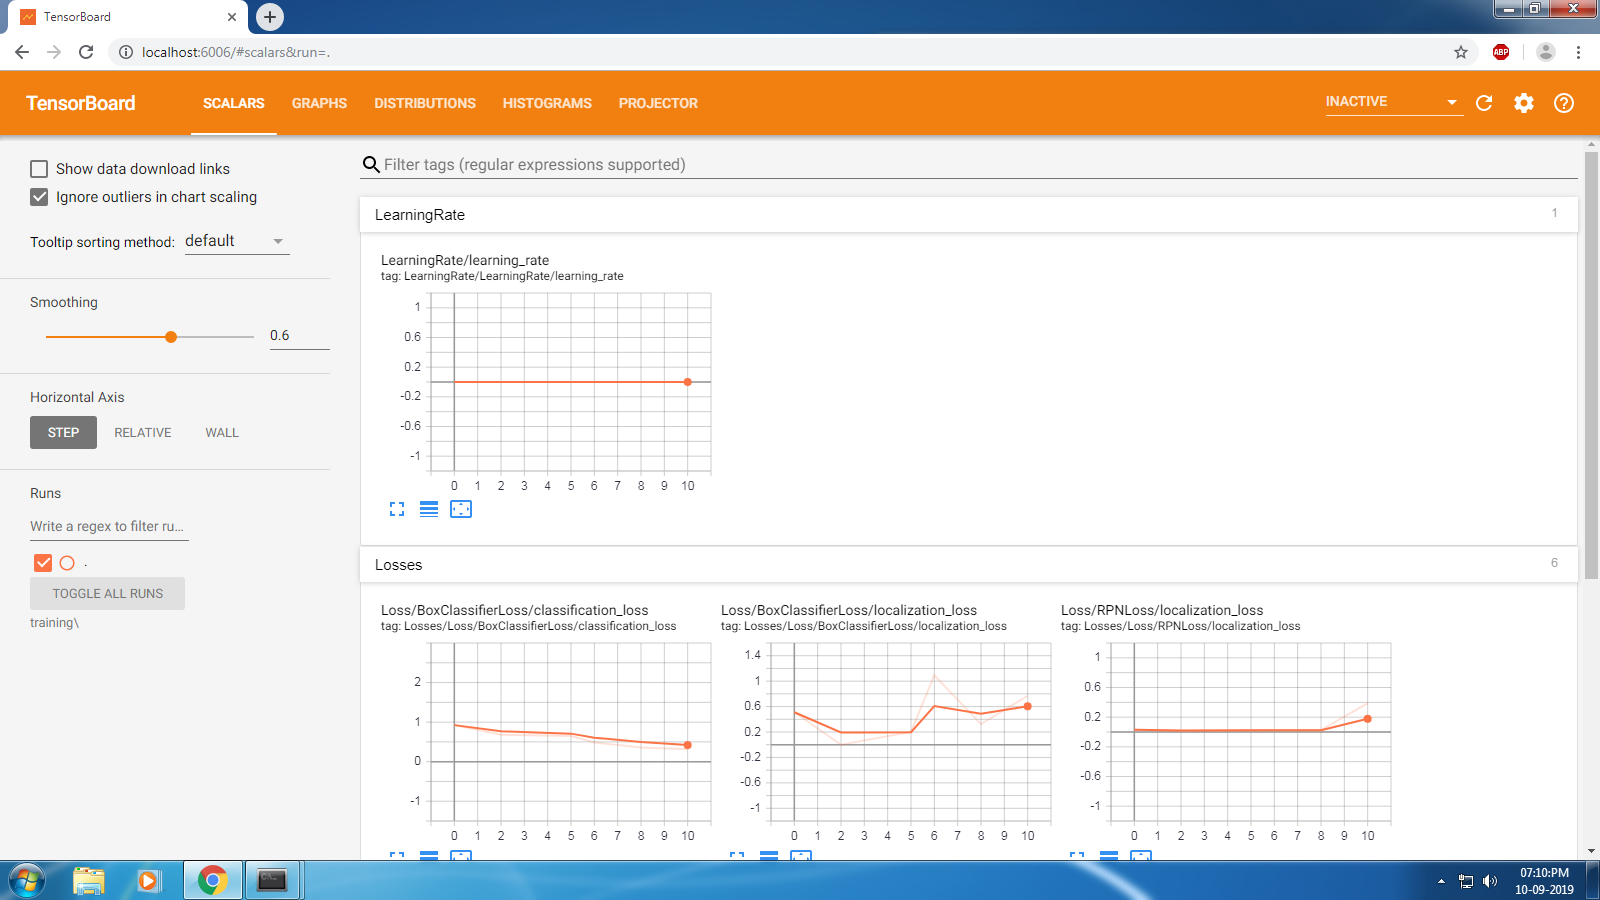 TensorBoard
localhost:6006/#scalars&run=.
ABP
TensorBoard
SCALARS GRAPHS DISTRIBUTIONS HISTOGRAMS PROJECTOR
INACTIVE
Show data download links
Ignore outliers in chart scaling
Tooltip sorting method: default
Smoothing
0.6
Horizontal Axis
STEP RELATIVE WALL
Runs
Write a regex to filter ru...
.
TOGGLE ALL RUNS
training\
Filter tags (regular expressions supported)
LearningRate 1
LearningRate/learning_rate
tag: LearningRate/LearningRate/learning_rate
1
0.6
0.2
-0.2
-0.6
-1
0 1 2 3 4 5 6 7 8 9 10
Losses 6
Loss/BoxClassifierLoss/classification_loss
tag: Losses/Loss/BoxClassifierLoss/classification_loss
2
1
0
-1
0 1 2 3 4 5 6 7 8 9 10
Loss/BoxClassifierLoss/localization_loss
tag: Losses/Loss/BoxClassifierLoss/localization_loss
1.4
1
0.6
0.2
-0.2
-0.6
-1
0 1 2 3 4 5 6 7 8 9 10
Loss/RPNLoss/localization_loss
tag: Losses/Loss/RPNLoss/localization_loss
1
0.6
0.2
-0.2
-0.6
-1
0 1 2 3 4 5 6 7 8 9 10
07:10:PM
10-09-2019